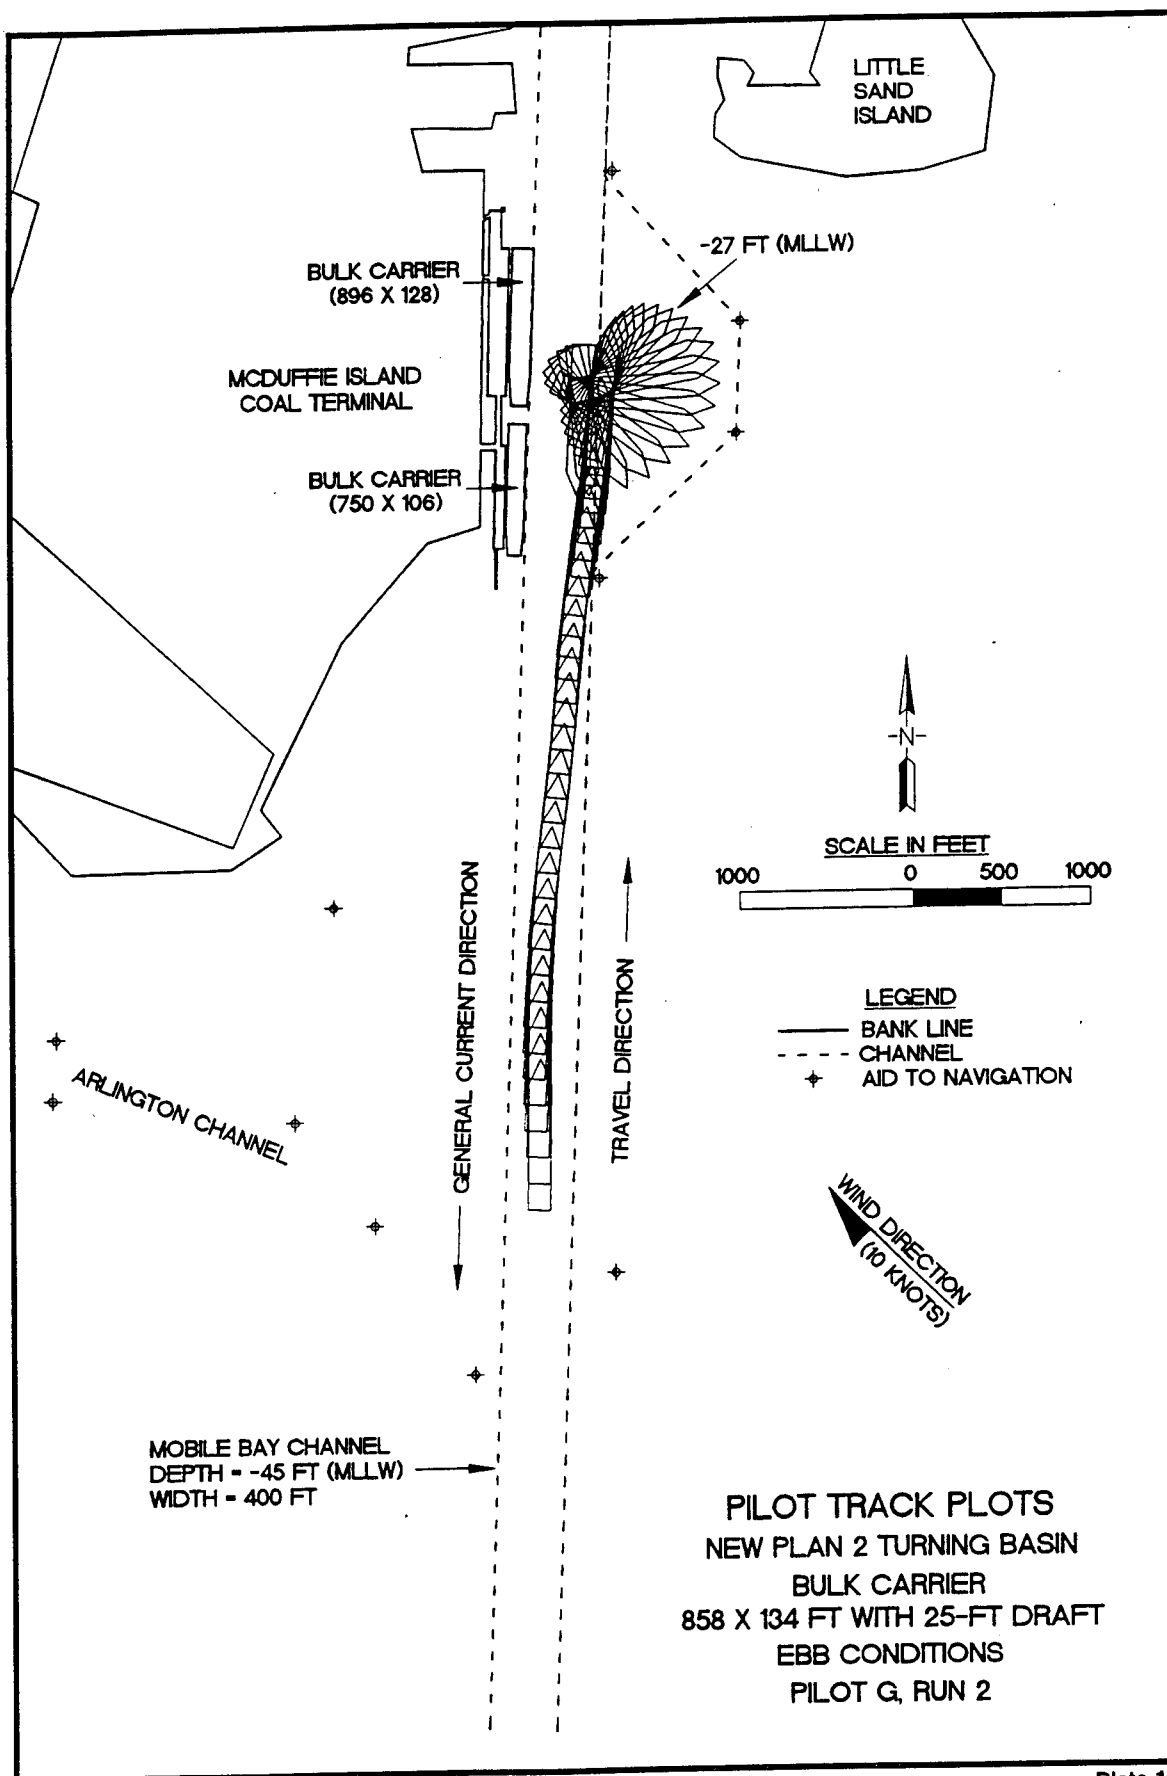 LITTLE
SAND
ISLAND
-27 FT (MLLW)
BULK CARRIER
(896 X 128)
MCDUFFIE ISLAND
COAL TERMINAL
BULK CARRIER
(750 X 106)
-N-
SCALE IN FEET
1000 0 500 1000
GENERAL CURRENT DIRECTION
TRAVEL DIRECTION
LEGEND
BANK LINE
CHANNEL
AID TO NAVIGATION
ARLINGTON CHANNEL
WIND DIRECTION
(10 KNOTS)
MOBILE BAY CHANNEL
DEPTH = -45 FT (MLLW)
WIDTH = 400 FT
PILOT TRACK PLOTS
NEW PLAN 2 TURNING BASIN
BULK CARRIER
858 X 134 FT WITH 25-FT DRAFT
EBB CONDITIONS
PILOT G, RUN 2